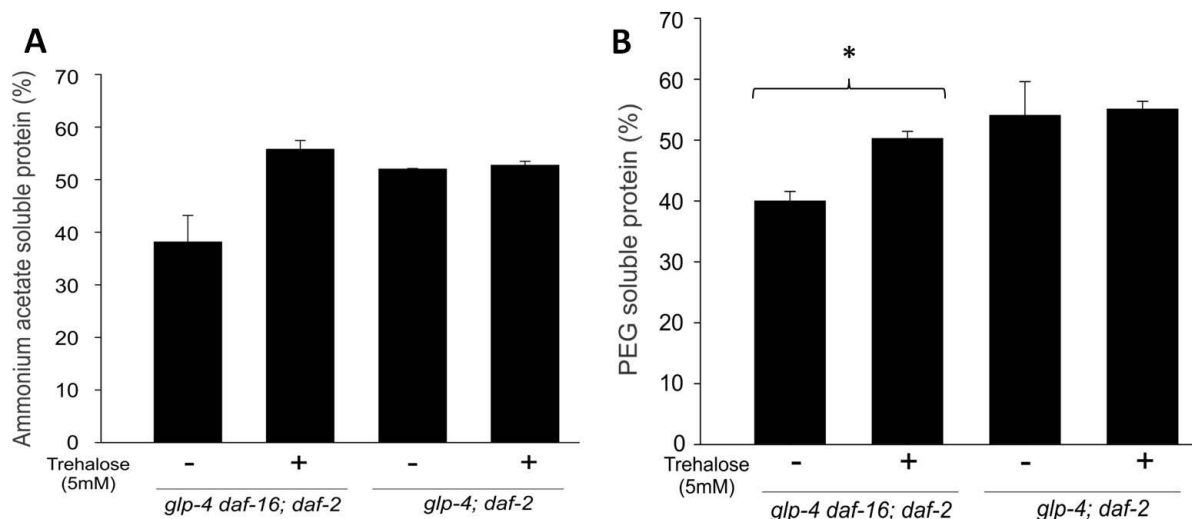 A
Ammonium acetate soluble protein (%)
70
60
50
40
30
20
10
0
Trehalose
(5mM)
- + - +
glp-4 daf-16; daf-2 glp-4; daf-2
B
PEG soluble protein (%)
70
60
50
40
30
20
10
0
*
Trehalose
(5mM)
- + - +
glp-4 daf-16; daf-2 glp-4; daf-2